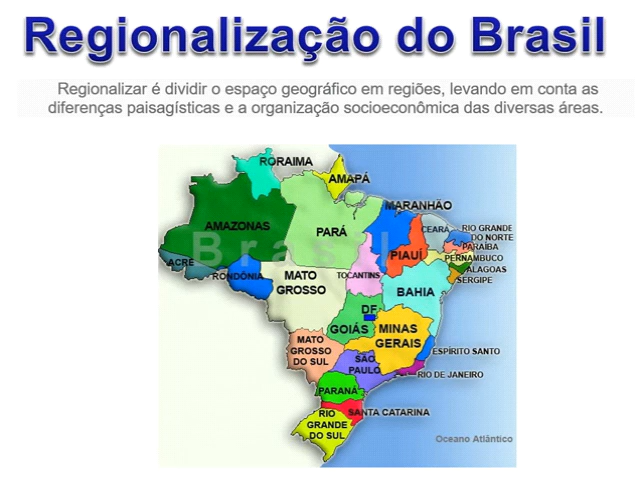 Regionalização do Brasil
Regionalizar é dividir o espaço geográfico em regiões, levando em conta as
diferenças paisagísticas e a organização socioeconômica das diversas áreas.
RORAIMA
AMAPÁ
AMAZONAS
PARÁ
MARANHÃO
CEARÁ
RIO GRANDE
DO NORTE
PARAIBA
PERNAMBUCO
ALAGOAS
SERGIPE
PIAUÍ
Brasil
ACRE
RONDÔNIA
MATO
GROSSO
TOCANTINS
BAHIA
DF
GOIÁS
MINAS
GERAIS
MATO
GROSSO
DO SUL
SÃO
PAULO
ESPÍRITO SANTO
RIO DE JANEIRO
PARANÁ
SANTA CATARINA
RIO
GRANDE
DO SUL
Oceano Atlântico